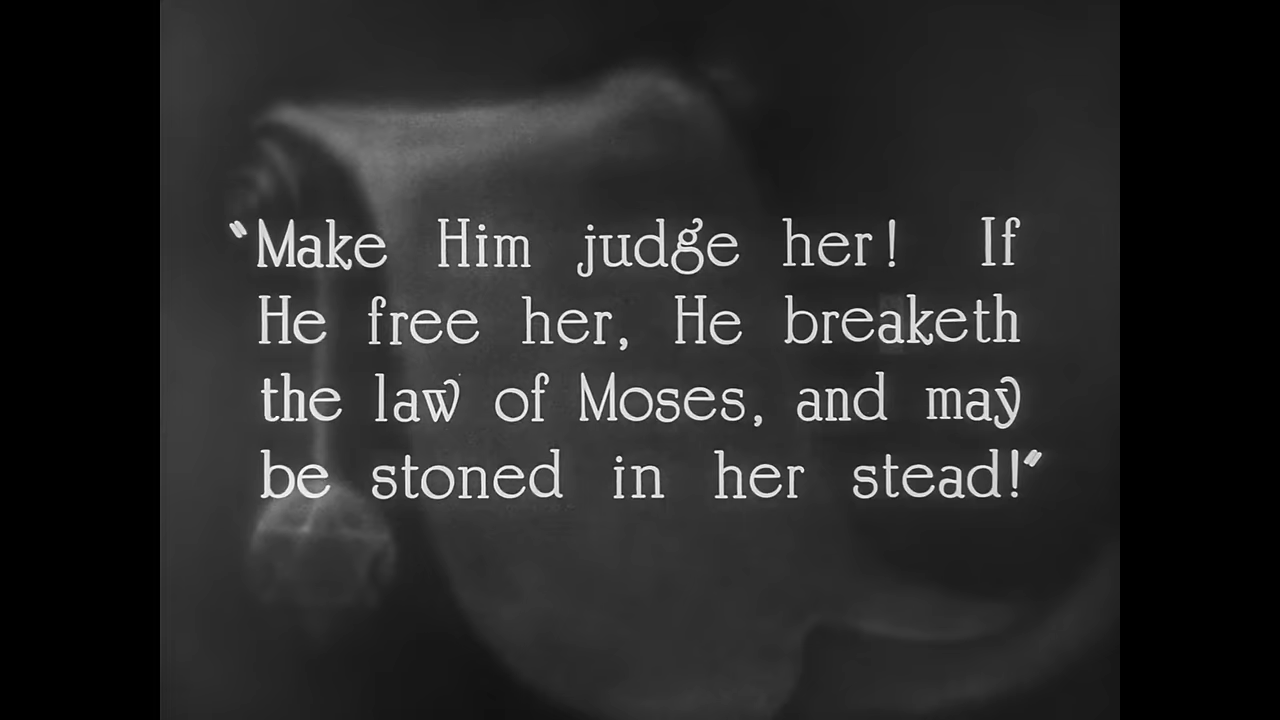 "Make Him judge her! If
He free her, He breaketh
the law of Moses, and may
be stoned in her stead!"